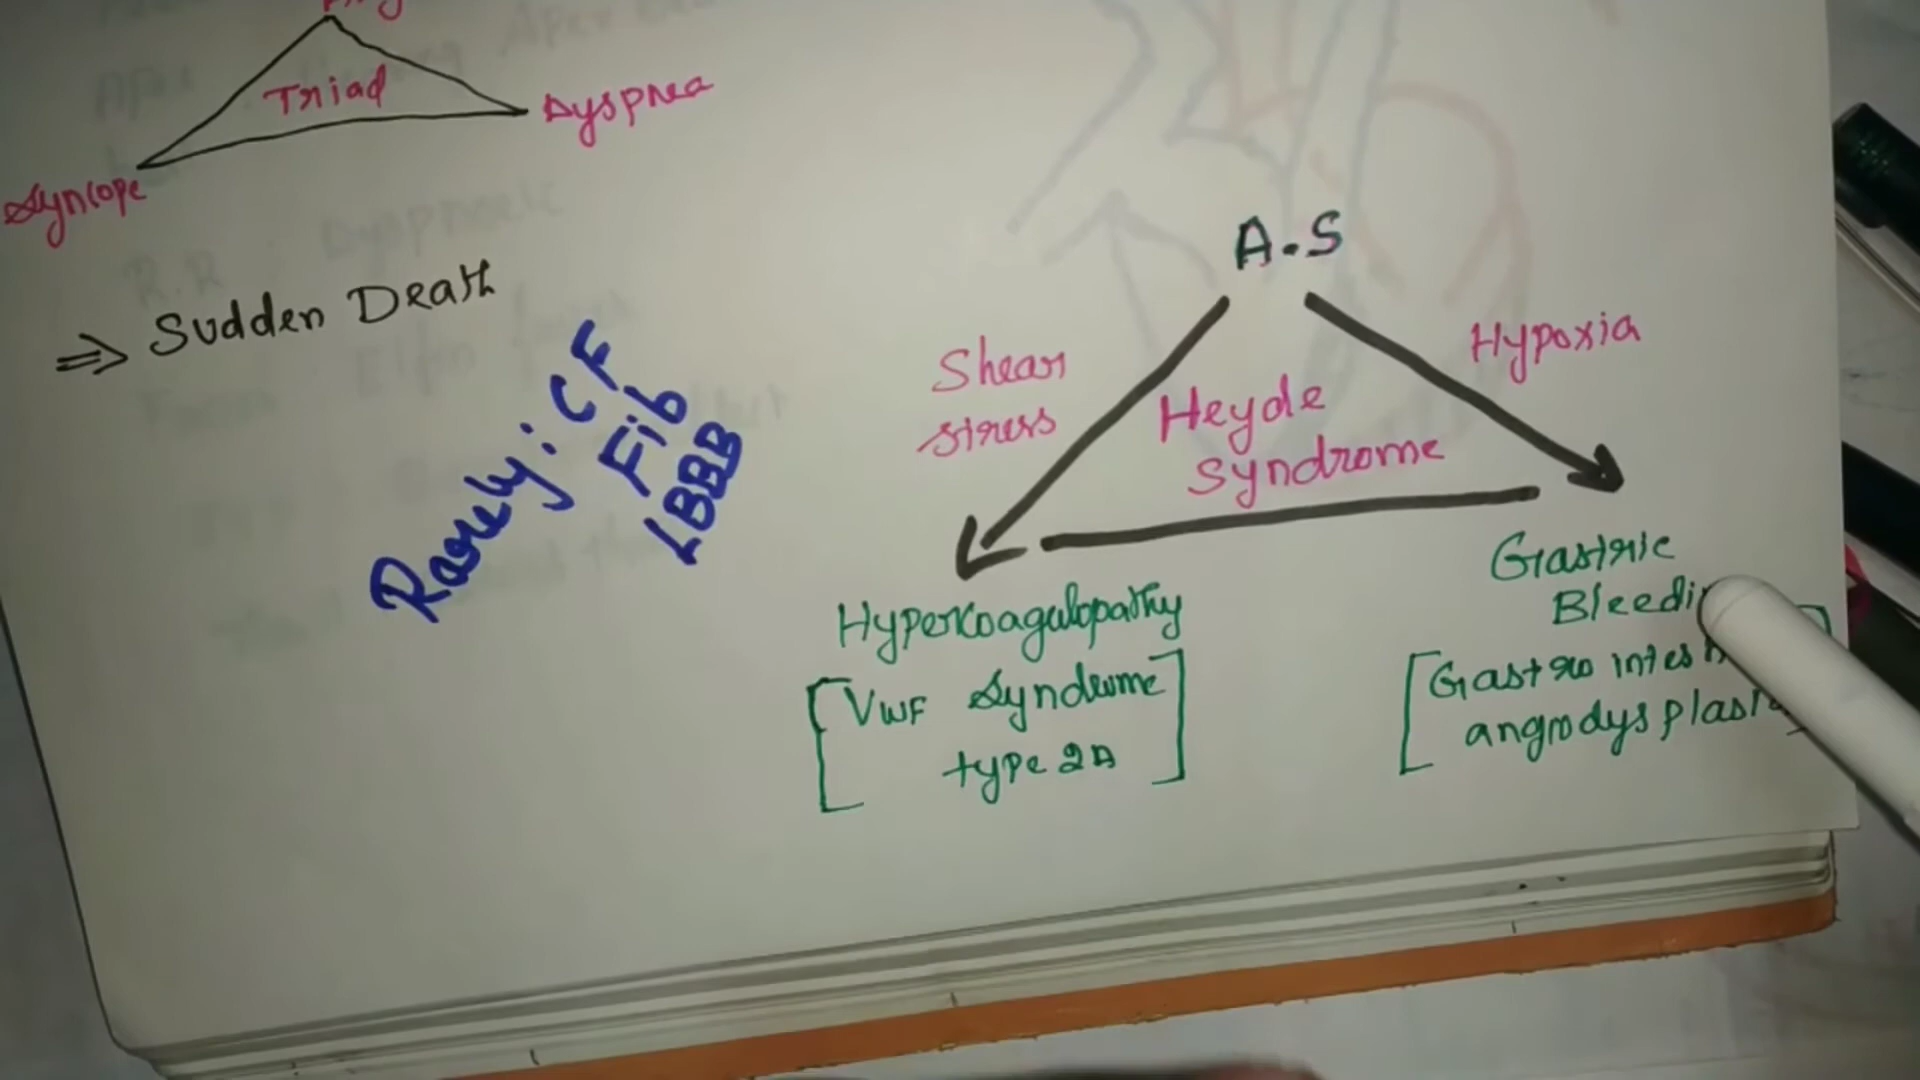 Triad
Dyspnea
Syncope
⇒ Sudden Death
Rarely: CF
Fib
LBBB
A.S
Shear
stress
Hypoxia
Heyde
Syndrome
Hyperkoagulopathy
[VWF Syndrome
type 2A]
Gastric
Bleedi
[Gastro intes
angiodysplas